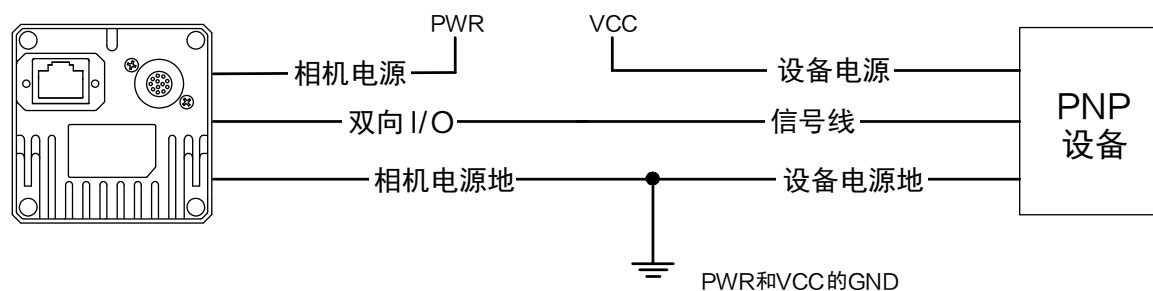 PWR
VCC
相机电源
设备电源
双向 I/O
信号线
相机电源地
设备电源地
PNP
设备
PWR和VCC的GND